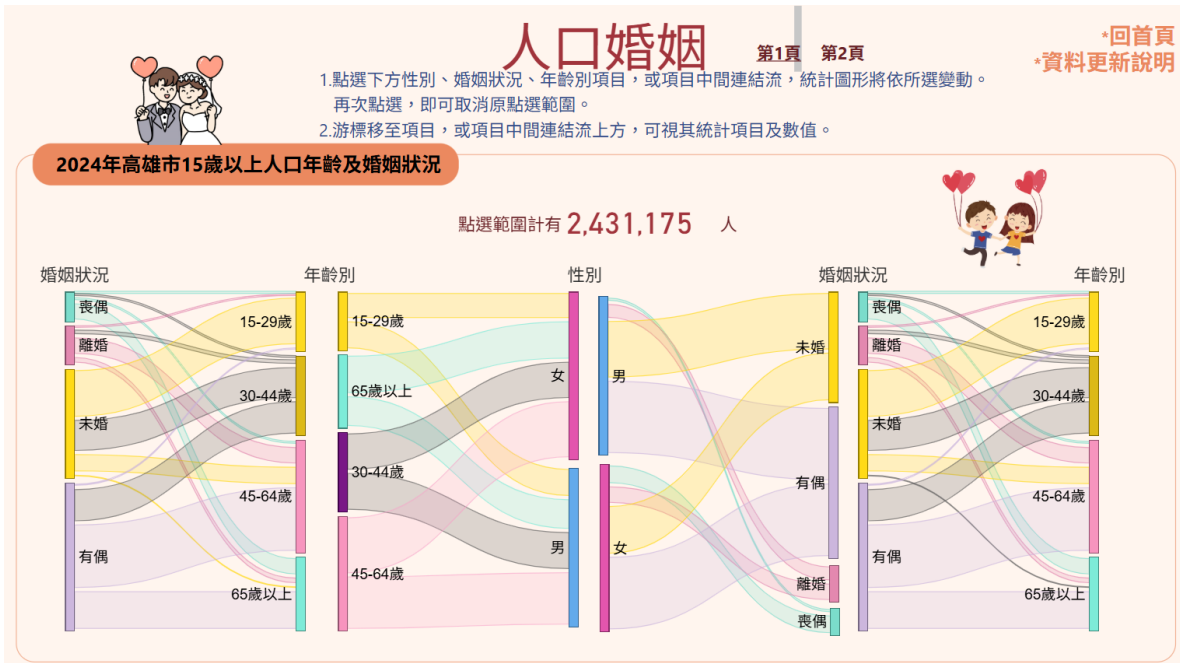 人口婚姻
第1頁 第2頁
*回首頁
*資料更新說明
1.點選下方性別、婚姻狀況、年齡別項目，或項目中間連結流，統計圖形將依所選變動。
再次點選，即可取消原點選範圍。
2.游標移至項目，或項目中間連結流上方，可視其統計項目及數值。
2024年高雄市15歲以上人口年齡及婚姻狀況
點選範圍計有 2,431,175 人
婚姻狀況
年齡別
喪偶
離婚
未婚
有偶
15-29歲
30-44歲
45-64歲
65歲以上
性別
15-29歲
65歲以上
30-44歲
45-64歲
女
男
男
女
未婚
有偶
離婚
喪偶
婚姻狀況
年齡別
喪偶
離婚
未婚
有偶
15-29歲
30-44歲
45-64歲
65歲以上